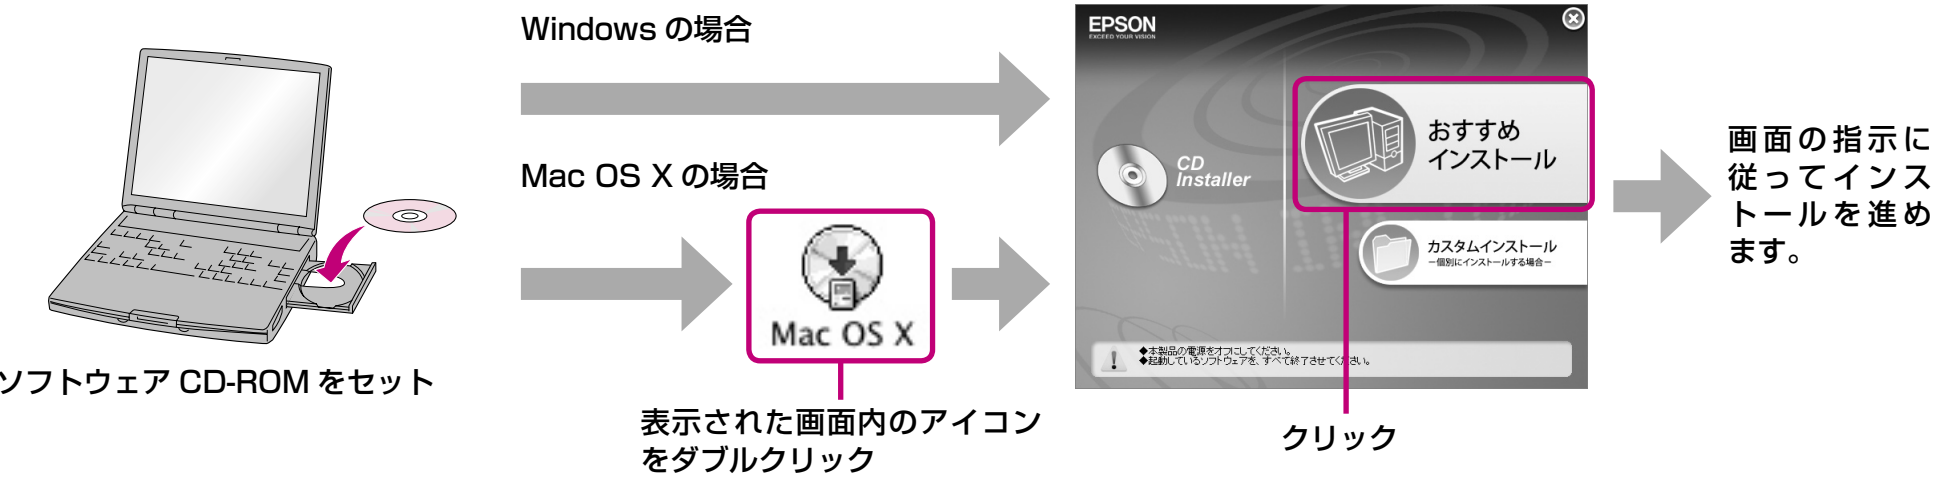 ソフトウェア CD-ROM をセット
Windows の場合
Mac OS X の場合
Mac OS X
表示された画面内のアイコン
をダブルクリック
EPSON
EXCEED YOUR VISION
CD
Installer
おすすめ
インストール
カスタムインストール
－個別にインストールする場合－
◆本製品の電源をオフにしてください。
◆起動しているソフトウェアを、すべて終了させてください。
クリック
画面の指示に
従ってインス
トールを進め
ます。